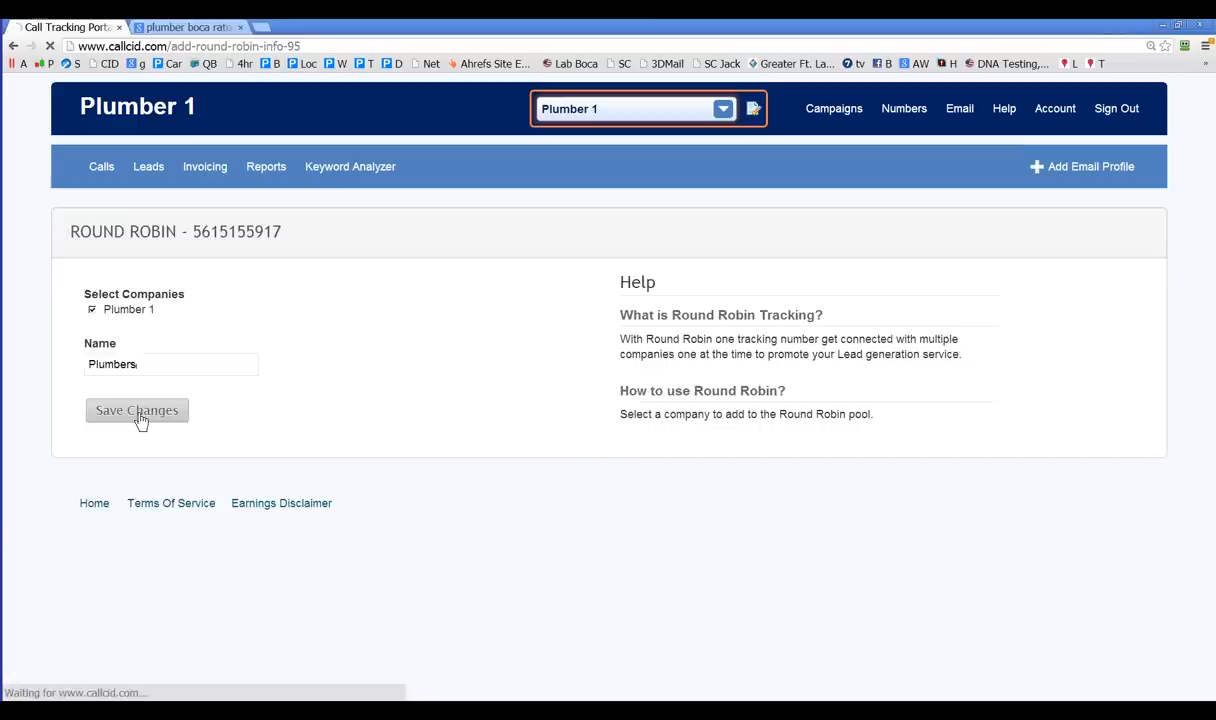 Call Tracking Porta × plumber boca rato ×
www.callcid.com/add-round-robin-info-95
A P S CID g P Car QB 4hr P B P Loc P W P T P D Net Ahrefs Site E... Lab Boca SC 3DMail SC Jack Greater Ft. La... tv B AW H DNA Testing,... L T »
Plumber 1 Plumber 1 Campaigns Numbers Email Help Account Sign Out
Calls Leads Invoicing Reports Keyword Analyzer Add Email Profile
ROUND ROBIN - 5615155917
Help
Select Companies
Plumber 1
What is Round Robin Tracking?
With Round Robin one tracking number get connected with multiple
companies one at the time to promote your Lead generation service.
Name
Plumbers
How to use Round Robin?
Select a company to add to the Round Robin pool.
Save Changes
Home Terms Of Service Earnings Disclaimer
Waiting for www.callcid.com...